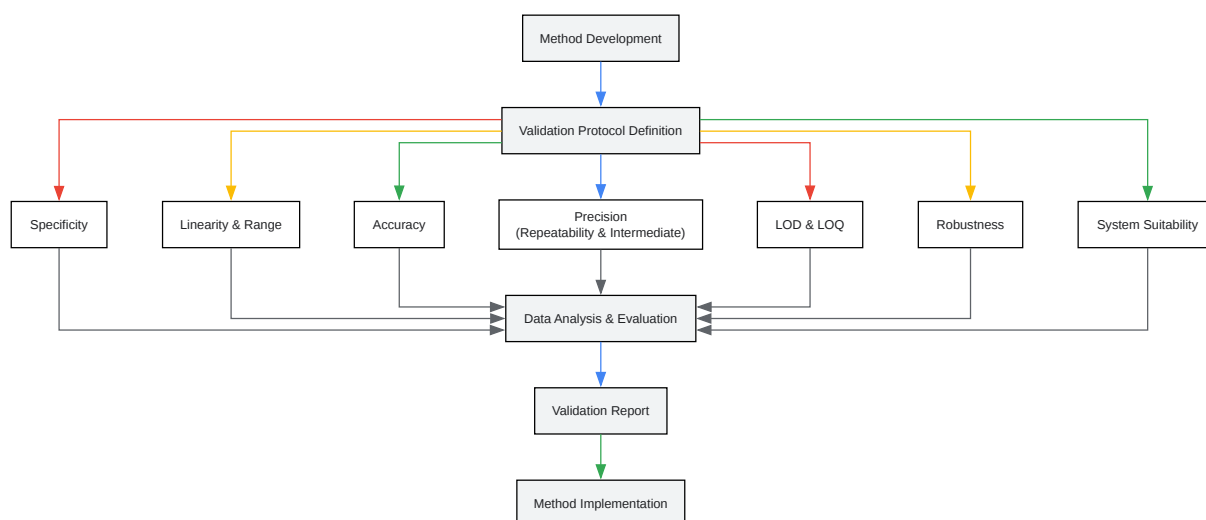 Method Development
Validation Protocol Definition
Specificity
Linearity & Range
Accuracy
Precision
(Repeatability & Intermediate)
LOD & LOQ
Robustness
System Suitability
Data Analysis & Evaluation
Validation Report
Method Implementation